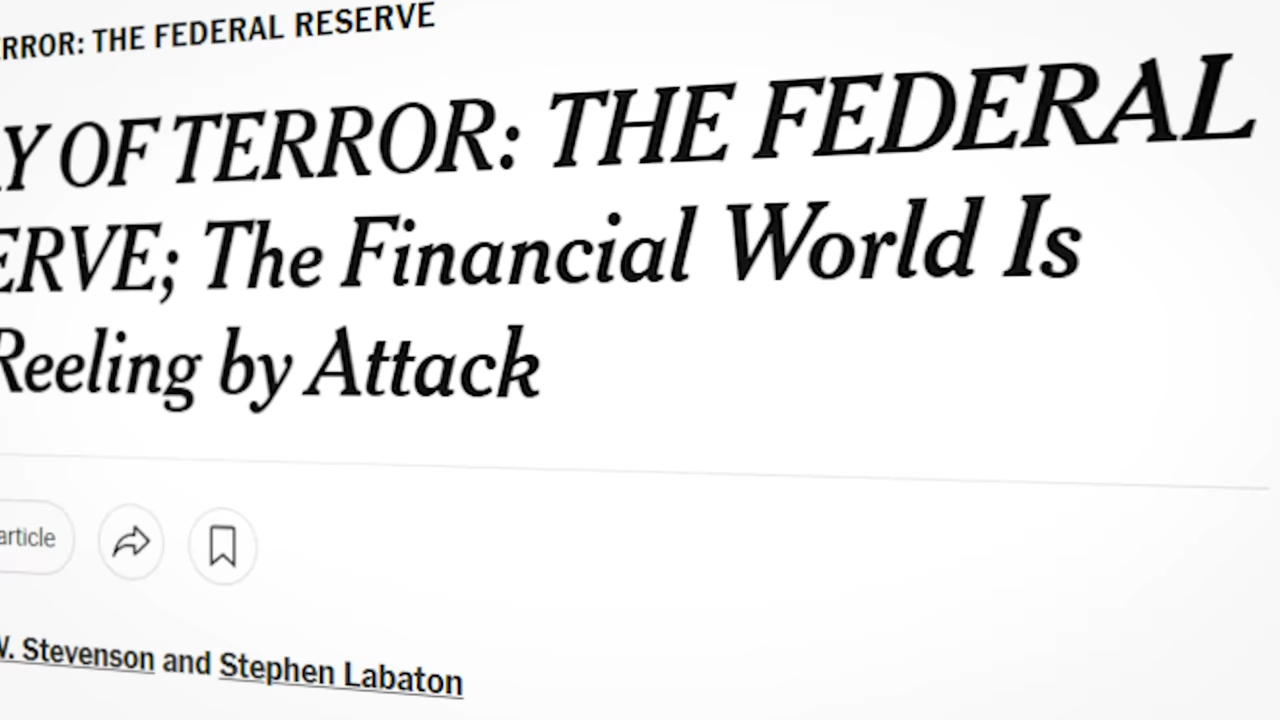 RROR: THE FEDERAL RESERVE
Y OF TERROR: THE FEDERAL
ERVE; The Financial World Is
Reeling by Attack
article
W. Stevenson and Stephen Labaton